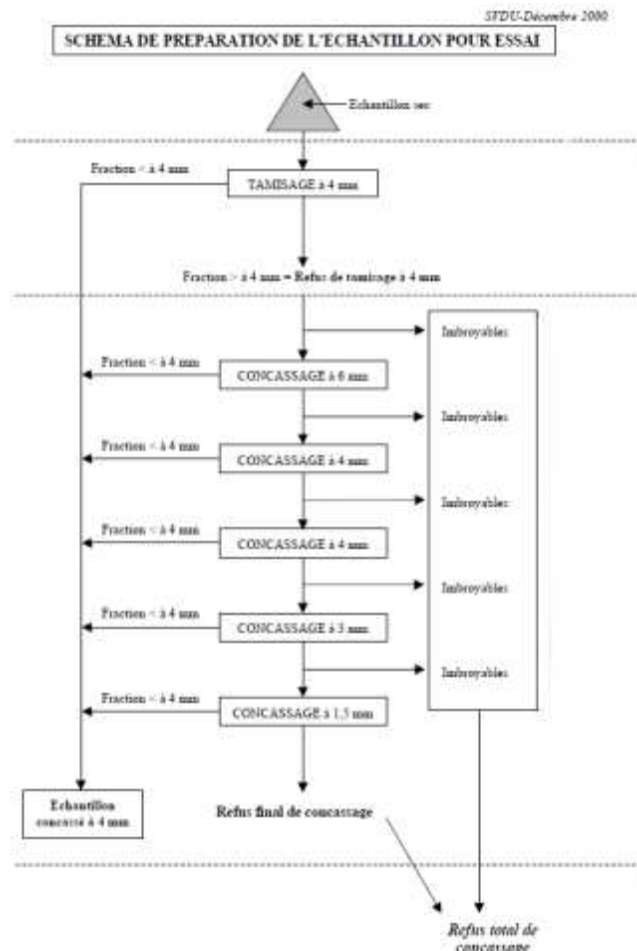 SVDU-Décembre 2000
SCHEMA DE PREPARATION DE L'ECHANTILLON POUR ESSAI
Echantillon sec
Fraction < à 4 mm
TAMISAGE à 4 mm
Fraction > à 4 mm = Refus de tamisage à 4 mm
Imbroyables
Fraction < à 4 mm
CONCASSAGE à 6 mm
Imbroyables
Fraction < à 4 mm
CONCASSAGE à 4 mm
Imbroyables
Fraction < à 4 mm
CONCASSAGE à 4 mm
Imbroyables
Fraction < à 4 mm
CONCASSAGE à 3 mm
Imbroyables
Fraction < à 4 mm
CONCASSAGE à 1,5 mm
Echantillon
concassé à 4 mm
Refus final de concassage
Refus total de
concassage